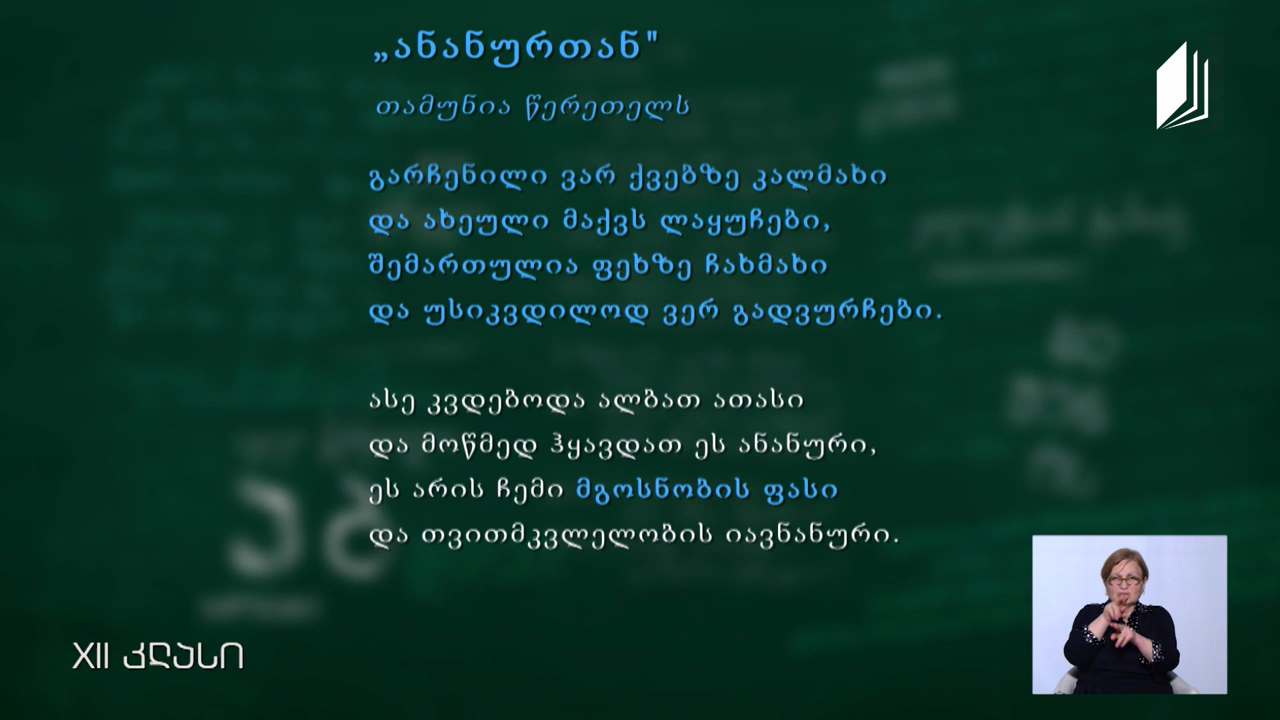 „ანანურთან"
თამუნია წერეთელს
გარჩენილი ვარ ქვებზე კალმახი
და ახეული მაქვს ლაყუჩები,
შემართულია ფეხზე ჩახმახი
და უსიკვდილოდ ვერ გადვურჩები.
ასე კვდებოდა ალბათ ათასი
და მოწმედ ჰყავდათ ეს ანანური,
ეს არის ჩემი მგოსნობის ფასი
და თვითმკვლელობის იავნანური.
XII კლასი